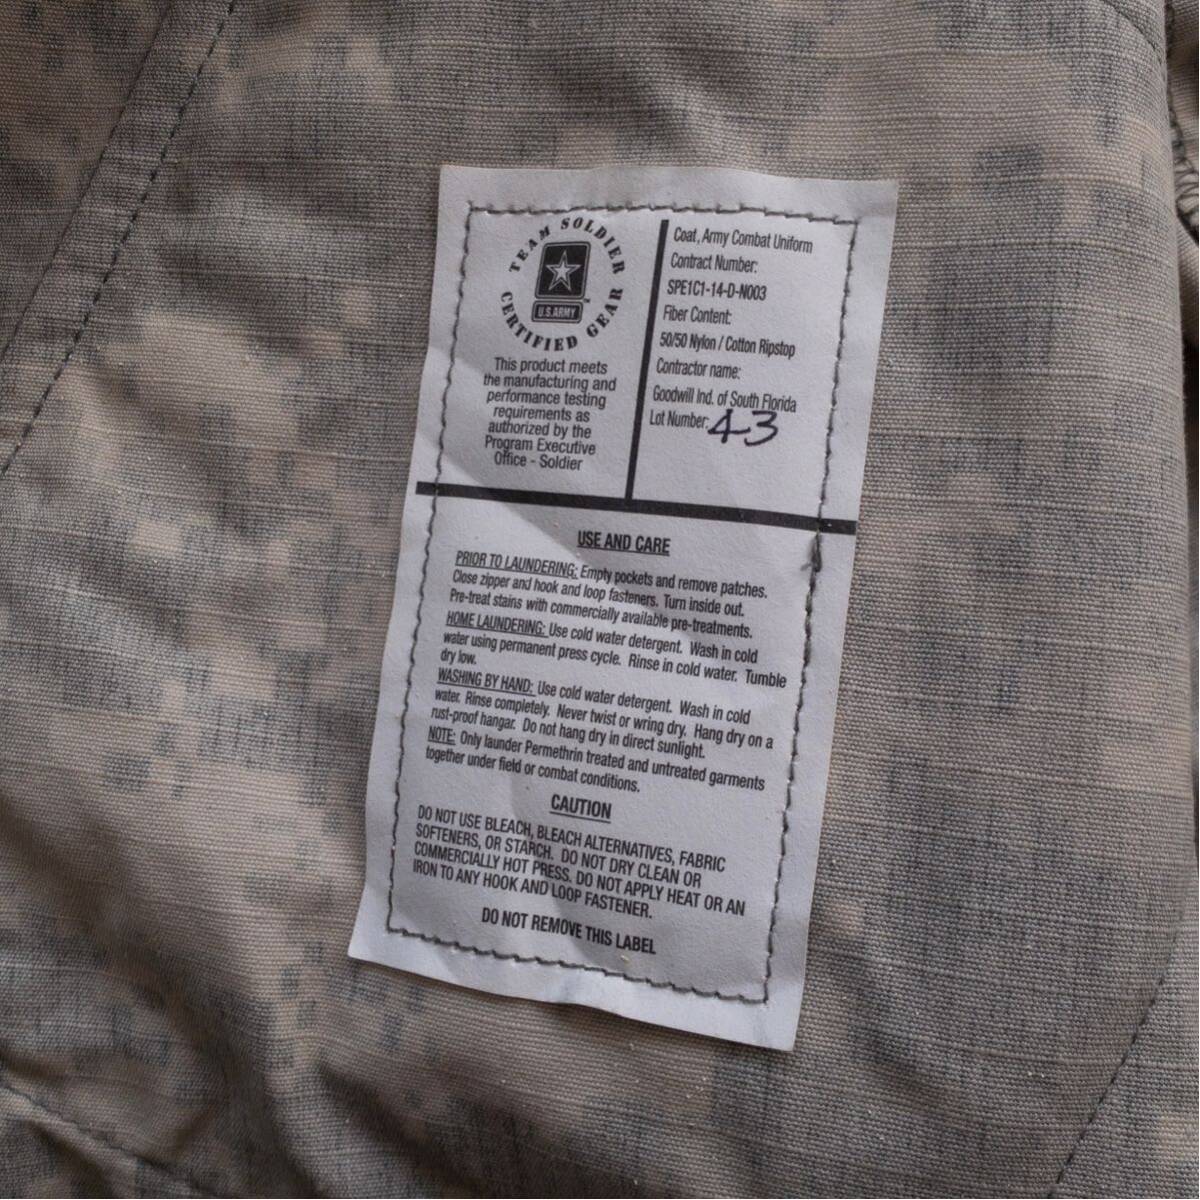 TEAM SOLDIER
CERTIFIED GEAR
U.S.ARMY
This product meets
the manufacturing and
performance testing
requirements as
authorized by the
Program Executive
Office - Soldier
Coat, Army Combat Uniform
Contract Number:
SPE1C1-14-D-N003
Fiber Content:
50/50 Nylon / Cotton Ripstop
Contractor name:
Goodwill Ind. of South Florida
Lot Number: 43
USE AND CARE
PRIOR TO LAUNDERING: Empty pockets and remove patches.
Close zipper and hook and loop fasteners. Turn inside out.
Pre-treat stains with commercially available pre-treatments.
HOME LAUNDERING: Use cold water detergent. Wash in cold
water using permanent press cycle. Rinse in cold water. Tumble
dry low.
WASHING BY HAND: Use cold water detergent. Wash in cold
water. Rinse completely. Never twist or wring dry. Hang dry on a
rust-proof hangar. Do not hang dry in direct sunlight.
NOTE: Only launder Permethrin treated and untreated garments
together under field or combat conditions.
CAUTION
DO NOT USE BLEACH, BLEACH ALTERNATIVES, FABRIC
SOFTENERS, OR STARCH. DO NOT DRY CLEAN OR
COMMERCIALLY HOT PRESS. DO NOT APPLY HEAT OR AN
IRON TO ANY HOOK AND LOOP FASTENER.
DO NOT REMOVE THIS LABEL